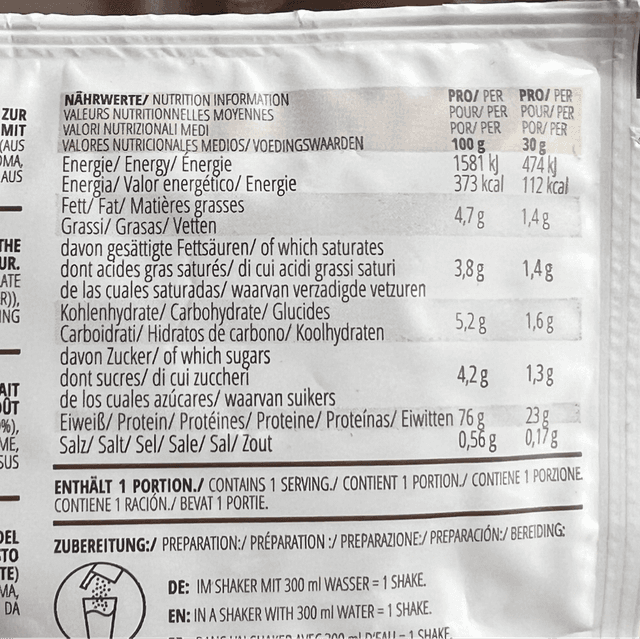 NÄHRWERTE/ NUTRITION INFORMATION
VALEURS NUTRITIONNELLES MOYENNES
VALORI NUTRIZIONALI MEDI
VALORES NUTRICIONALES MEDIOS/ VOEDINGSWAARDEN
PRO/ PER PRO/ PER
POUR/ PER POUR/ PER
POR/ PER POR/ PER
100 g 30 g
Energie/ Energy/ Énergie 1581 kJ 474 kJ
Energia/ Valor energético/ Energie 373 kcal 112 kcal
Fett/ Fat/ Matières grasses
Grassi/ Grasas/ Vetten 4,7 g 1,4 g
davon gesättigte Fettsäuren/ of which saturates
dont acides gras saturés/ di cui acidi grassi saturi 3,8 g 1,4 g
de las cuales saturadas/ waarvan verzadigde vetzuren
Kohlenhydrate/ Carbohydrate/ Glucides
Carboidrati/ Hidratos de carbono/ Koolhydraten 5,2 g 1,6 g
davon Zucker/ of which sugars
dont sucres/ di cui zuccheri 4,2 g 1,3 g
de los cuales azúcares/ waarvan suikers
Eiweiß/ Protein/ Protéines/ Proteine/ Proteínas/ Eiwitten 76 g 23 g
Salz/ Salt/ Sel/ Sale/ Sal/ Zout 0,56 g 0,17 g
ENTHÄLT 1 PORTION./ CONTAINS 1 SERVING./ CONTIENT 1 PORTION./ CONTIENE 1 PORZIONE.
CONTIENE 1 RACIÓN./ BEVAT 1 PORTIE.
ZUBEREITUNG:/ PREPARATION:/ PRÉPARATION :/ PREPARAZIONE:/ PREPARACIÓN:/ BEREIDING:
DE: IM SHAKER MIT 300 ml WASSER = 1 SHAKE.
EN: IN A SHAKER WITH 300 ml WATER = 1 SHAKE.
ZUR
MIT
AUS
THE